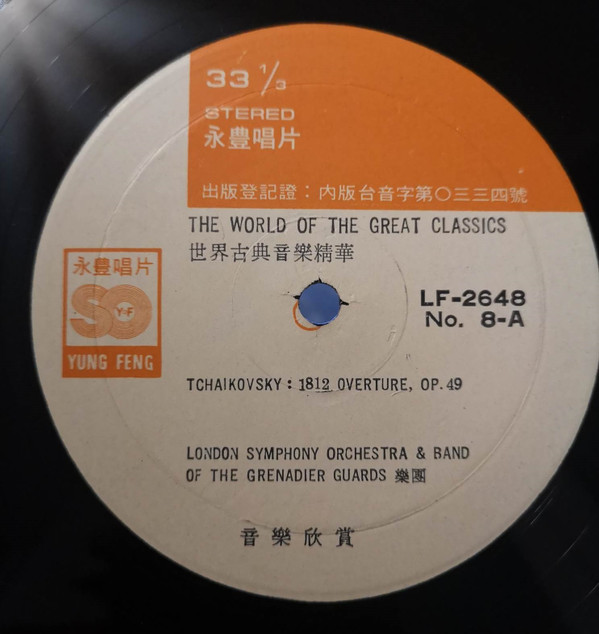 33 1/3
STEREO
永豐唱片
出版登記證：內版台音字第〇三三四號
THE WORLD OF THE GREAT CLASSICS
世界古典音樂精華
永豐唱片
Y•F
YUNG FENG
LF-2648
No. 8-A
TCHAIKOVSKY: 1812 OVERTURE, OP.49
LONDON SYMPHONY ORCHESTRA & BAND
OF THE GRENADIER GUARDS 樂團
音樂欣賞